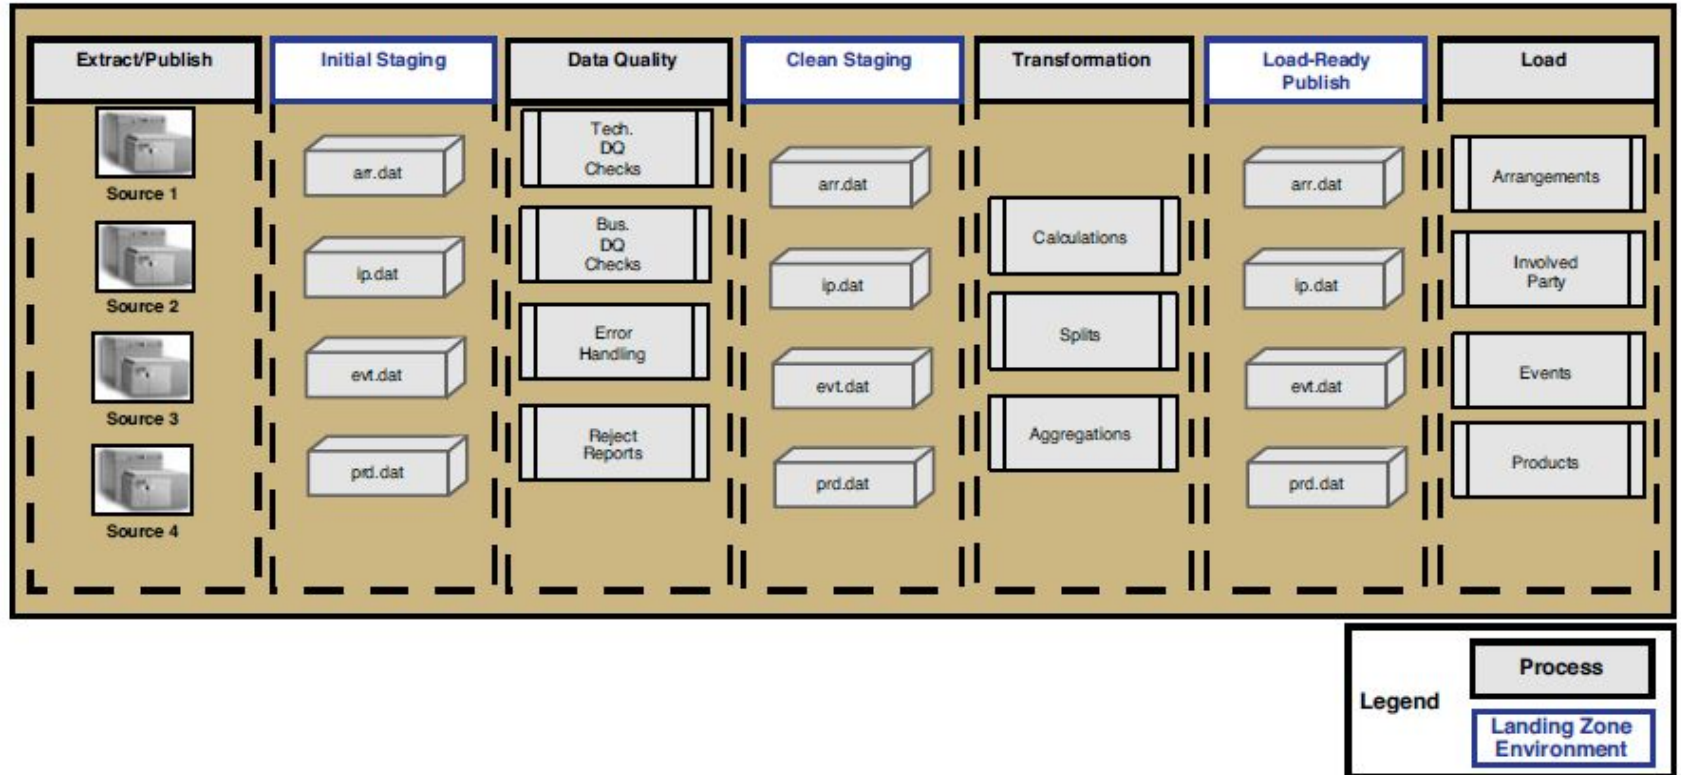 Extract/Publish
Initial Staging
Data Quality
Clean Staging
Transformation
Load-Ready
Publish
Load
Source 1
Source 2
Source 3
Source 4
arr.dat
ip.dat
evt.dat
prd.dat
Tech.
DQ
Checks
Bus.
DQ
Checks
Error
Handling
Reject
Reports
arr.dat
ip.dat
evt.dat
prd.dat
Calculations
Splits
Aggregations
arr.dat
ip.dat
evt.dat
prd.dat
Arrangements
Involved
Party
Events
Products
Legend
Process
Landing Zone
Environment